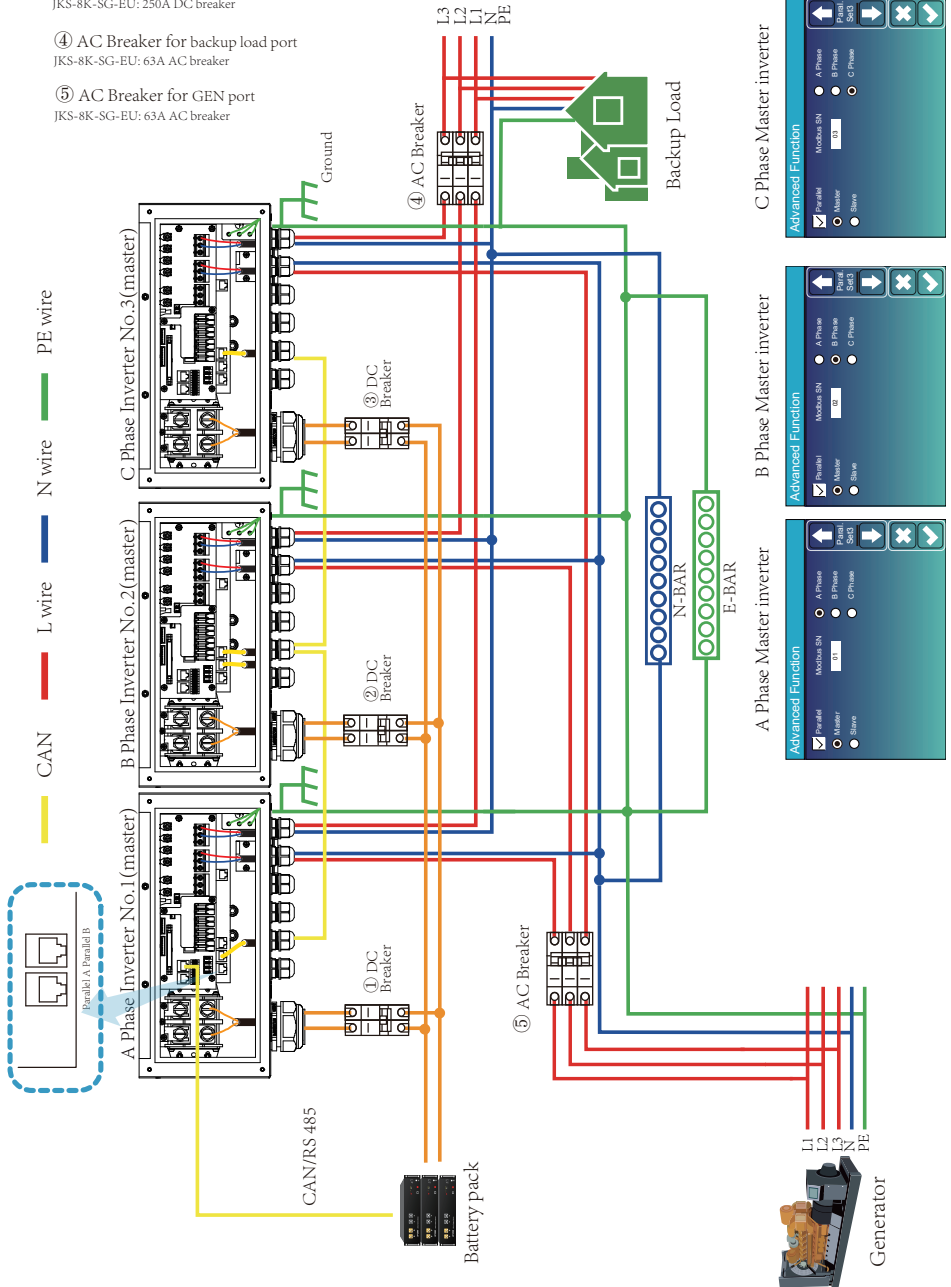 JKS-8K-SG-EU: 250A DC breaker
④ AC Breaker for backup load port
JKS-8K-SG-EU: 63A AC breaker
⑤ AC Breaker for GEN port
JKS-8K-SG-EU: 63A AC breaker
CAN
L wire
N wire
PE wire
Parallel A Parallel B
A Phase Inverter No.1(master)
B Phase Inverter No.2(master)
C Phase Inverter No.3(master)
Ground
CAN/RS 485
Battery pack
① DC
Breaker
② DC
Breaker
③ DC
Breaker
④ AC Breaker
L3
L2
L1
N
PE
Backup Load
⑤ AC Breaker
N-BAR
E-BAR
L1
L2
L3
N
PE
Generator
A Phase Master inverter
Advanced Function
Parallel
Modbus SN
A Phase
Master
01
B Phase
Slave
C Phase
Paral.
Set3
B Phase Master inverter
Advanced Function
Parallel
Modbus SN
A Phase
Master
02
B Phase
Slave
C Phase
Paral.
Set3
C Phase Master inverter
Advanced Function
Parallel
Modbus SN
A Phase
Master
03
B Phase
Slave
C Phase
Paral.
Set3